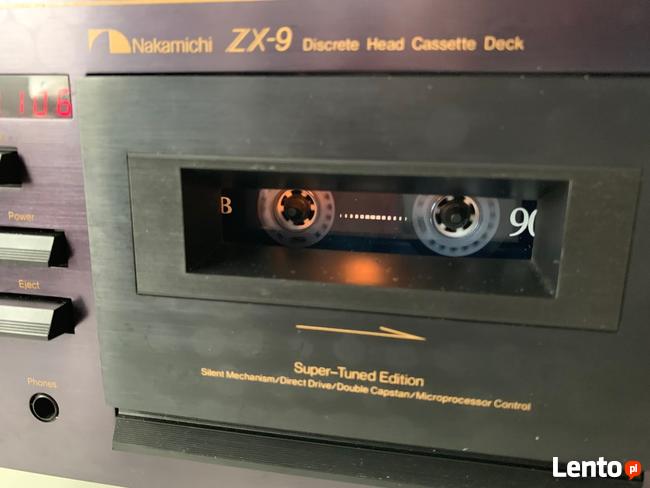 Nakamichi ZX-9 Discrete Head Cassette Deck
106
Power
Eject
Phones
B
90
Super-Tuned Edition
Silent Mechanism/Direct Drive/Double Capstan/Microprocessor Control
Lento.pl